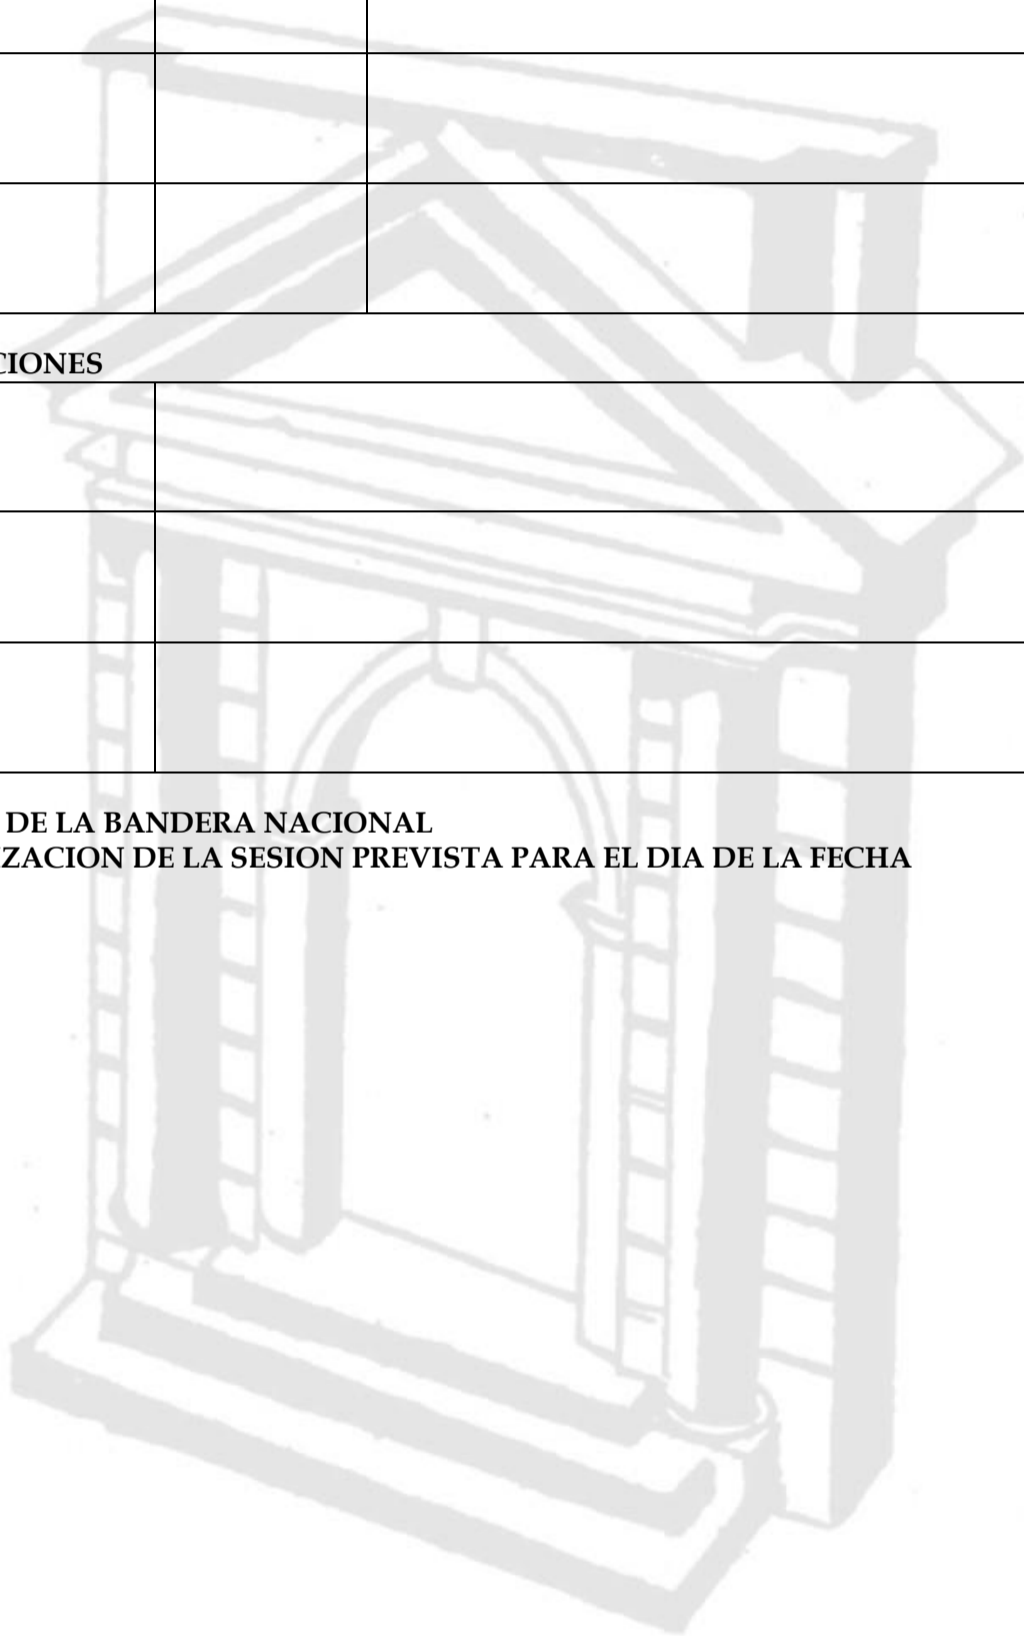 CIONES
DE LA BANDERA NACIONAL
ZACION DE LA SESION PREVISTA PARA EL DIA DE LA FECHA